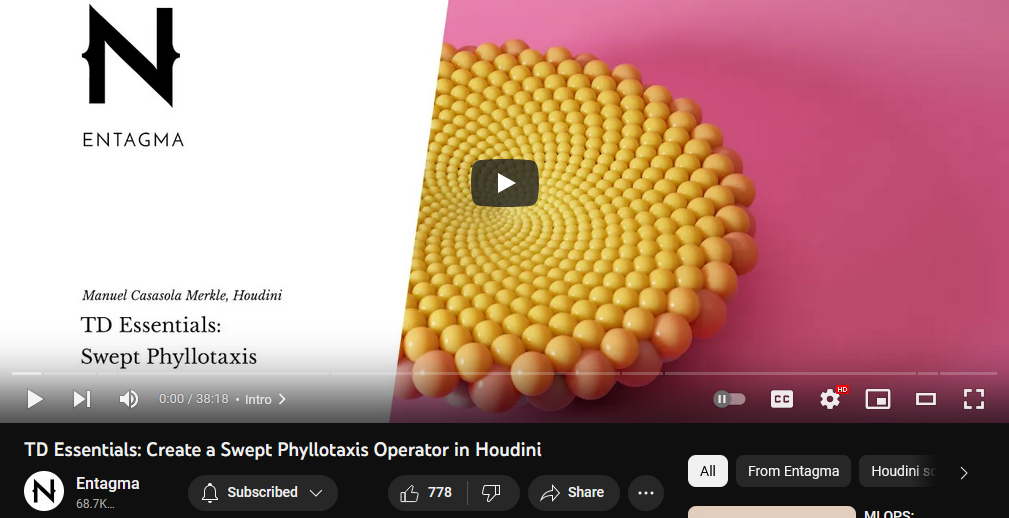 N
ENTAGMA
Manuel Casasola Merkle, Houdini
TD Essentials:
Swept Phyllotaxis
0:00 / 38:18 • Intro
CC
HD
TD Essentials: Create a Swept Phyllotaxis Operator in Houdini
N
Entagma
68.7K...
Subscribed
778
Share
All
From Entagma
Houdini
MLOPS: